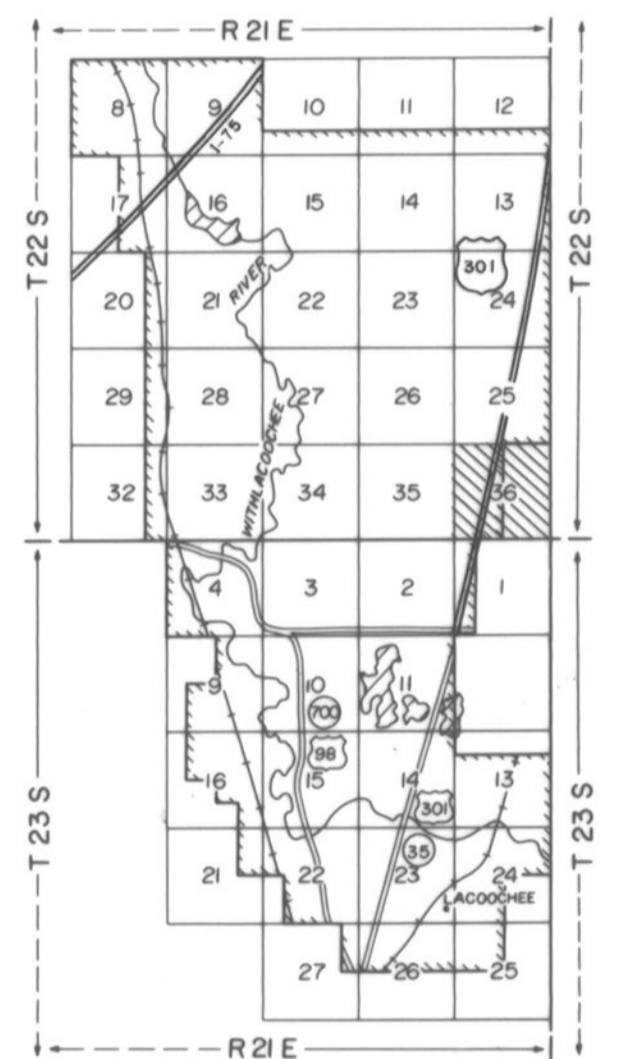 R 21 E
8 9 10 11 12
I-75
17 16 15 14 13
T 22 S
T 22 S
301
RIVER
20 21 22 23 24
29 28 27 26 25
WITHLACOOCHEE
32 33 34 35 36
4 3 2 1
9 10 11
700
98
16 15 14 13
T 23 S
T 23 S
301
35
21 22 23 24
LACOOCHEE
27 26 25
R 21 E